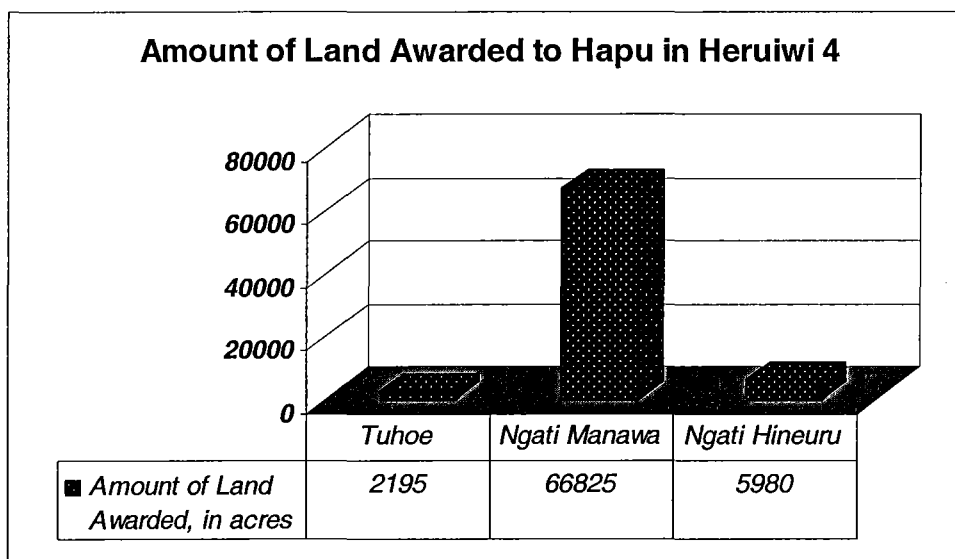 Amount of Land Awarded to Hapu in Heruiwi 4
80000
60000
40000
20000
0
Tuhoe Ngati Manawa Ngati Hineuru
Amount of Land 2195 66825 5980
Awarded, in acres